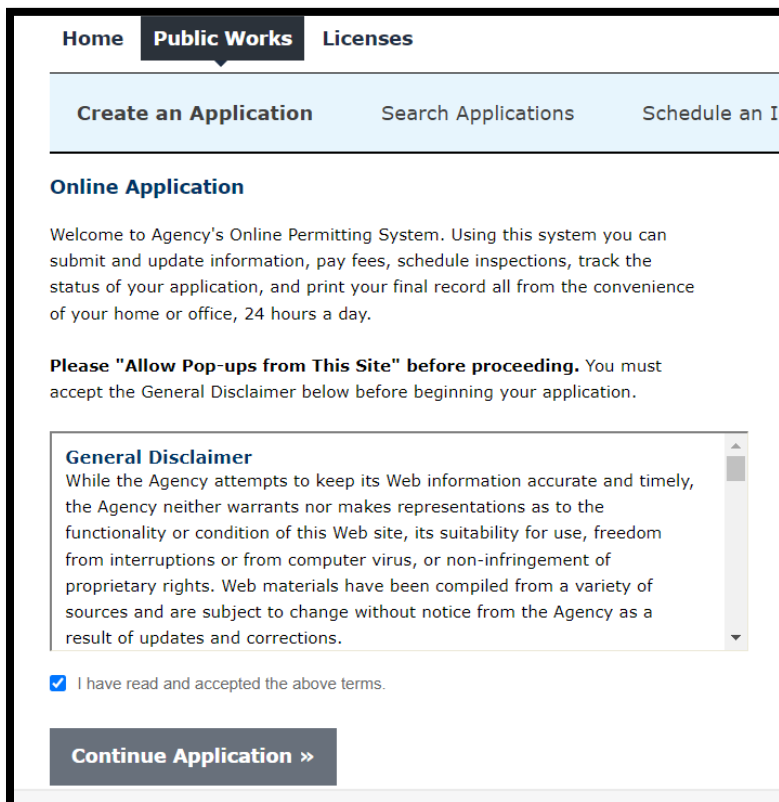 Home Public Works Licenses
Create an Application Search Applications Schedule an I
Online Application
Welcome to Agency's Online Permitting System. Using this system you can
submit and update information, pay fees, schedule inspections, track the
status of your application, and print your final record all from the convenience
of your home or office, 24 hours a day.
Please "Allow Pop-ups from This Site" before proceeding. You must
accept the General Disclaimer below before beginning your application.
General Disclaimer
While the Agency attempts to keep its Web information accurate and timely,
the Agency neither warrants nor makes representations as to the
functionality or condition of this Web site, its suitability for use, freedom
from interruptions or from computer virus, or non-infringement of
proprietary rights. Web materials have been compiled from a variety of
sources and are subject to change without notice from the Agency as a
result of updates and corrections.
I have read and accepted the above terms.
Continue Application »